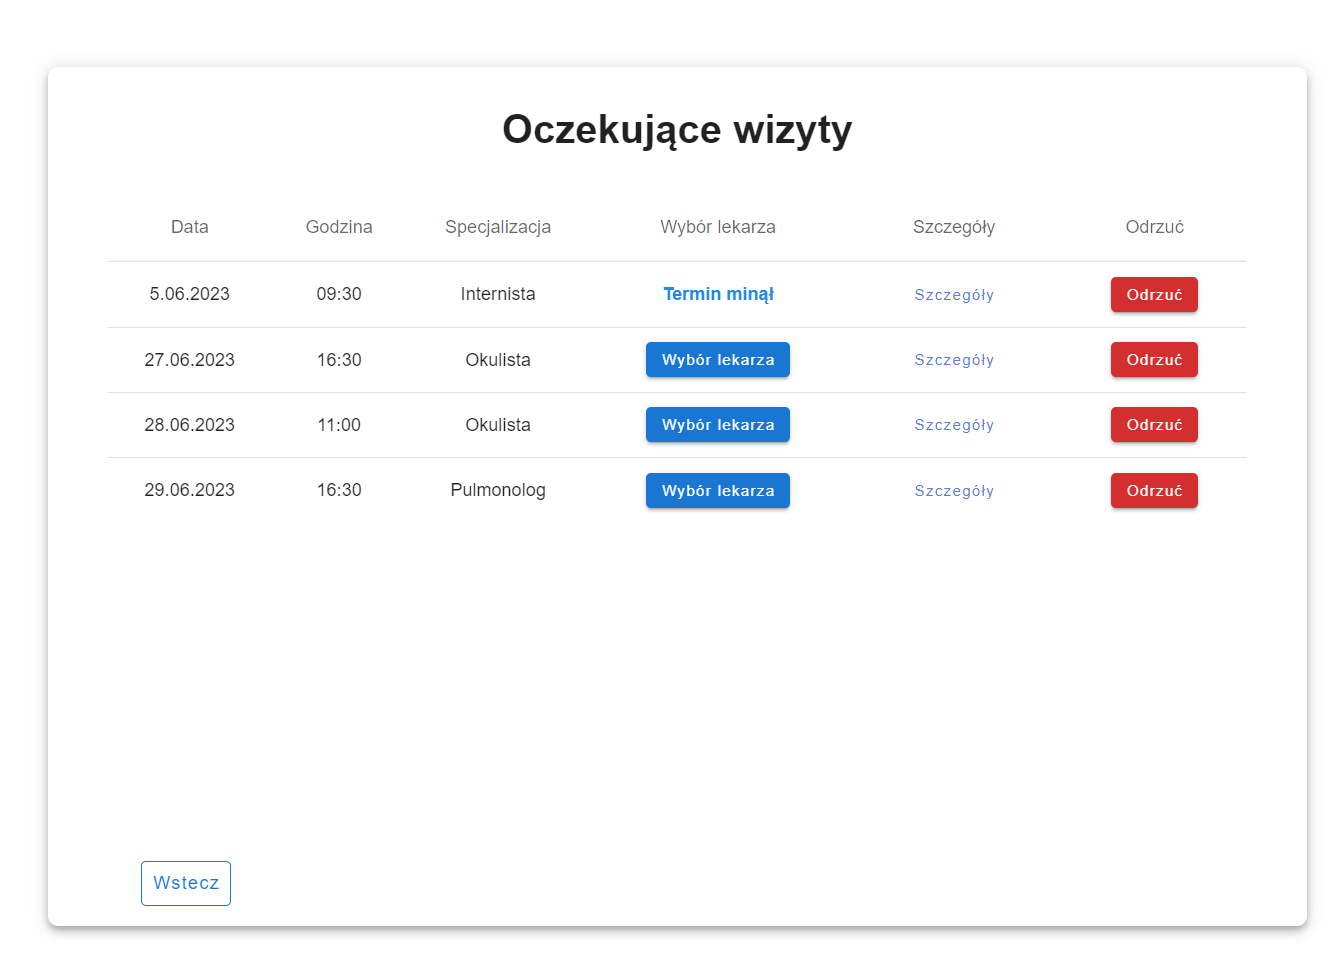 Oczekujące wizyty
Data Godzina Specjalizacja Wybór lekarza Szczegóły Odrzuć
5.06.2023 09:30 Internista Termin minął Szczegóły Odrzuć
27.06.2023 16:30 Okulista Wybór lekarza Szczegóły Odrzuć
28.06.2023 11:00 Okulista Wybór lekarza Szczegóły Odrzuć
29.06.2023 16:30 Pulmonolog Wybór lekarza Szczegóły Odrzuć
Wstecz